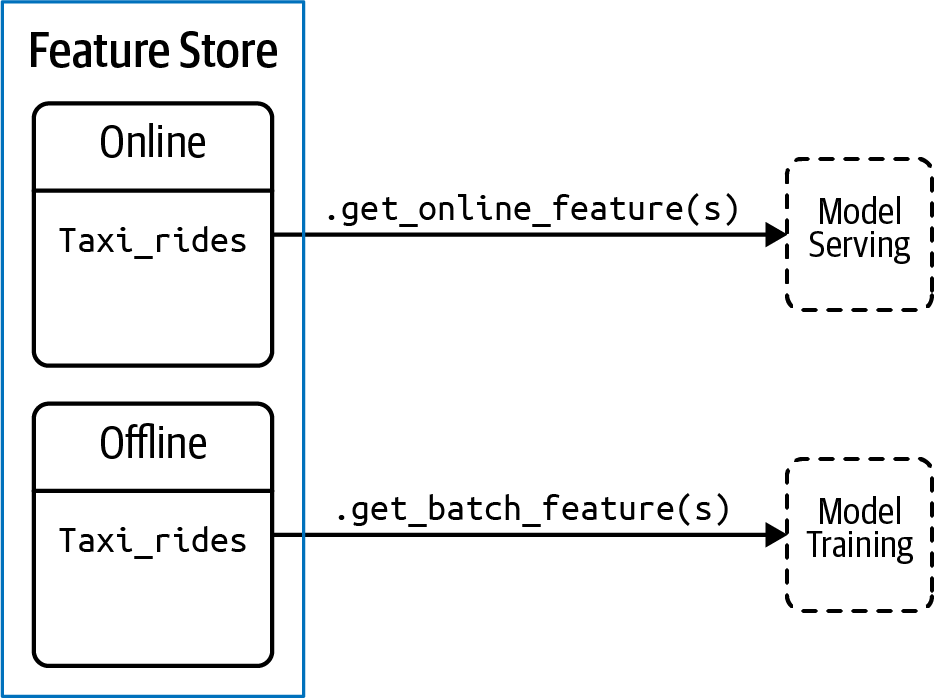 Feature Store
Online
Taxi_rides
.get_online_feature(s)
Model
Serving
Offline
Taxi_rides
.get_batch_feature(s)
Model
Training